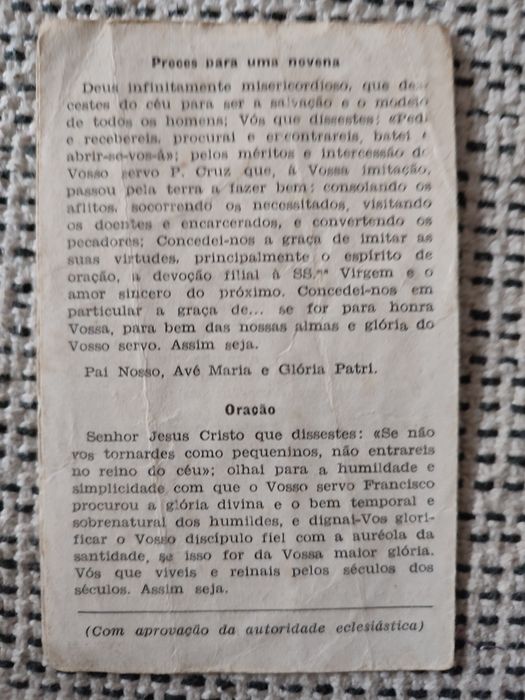 Preces para uma novena
Deus infinitamente misericordioso, que des-
cestes do céu para ser a salvação e o modelo
de todos os homens; Vós que dissestes: «Pedi
e recebereis, procurai e encontrareis, batei e
abrir-se-vos-á»; pelos méritos e intercessão do
Vosso servo P. Cruz que, à Vossa imitação,
passou pela terra a fazer bem: consolando os
aflitos, socorrendo os necessitados, visitando
os doentes e encarcerados, e convertendo os
pecadores; Concedei-nos a graça de imitar as
suas virtudes, principalmente o espírito de
oração, a devoção filial à SS.ma Virgem e o
amor sincero do próximo. Concedei-nos em
particular a graça de... se for para honra
Vossa, para bem das nossas almas e glória do
Vosso servo. Assim seja.
Pai Nosso, Avé Maria e Glória Patri.
Oração
Senhor Jesus Cristo que dissestes: «Se não
vos tornardes como pequeninos, não entrareis
no reino do céu»; olhai para a humildade e
simplicidade com que o Vosso servo Francisco
procurou a glória divina e o bem temporal e
sobrenatural dos humildes, e dignai-Vos glori-
ficar o Vosso discípulo fiel com a auréola da
santidade, se isso for da Vossa maior glória.
Vós que viveis e reinais pelos séculos dos
séculos. Assim seja.
(Com aprovação da autoridade eclesiástica)